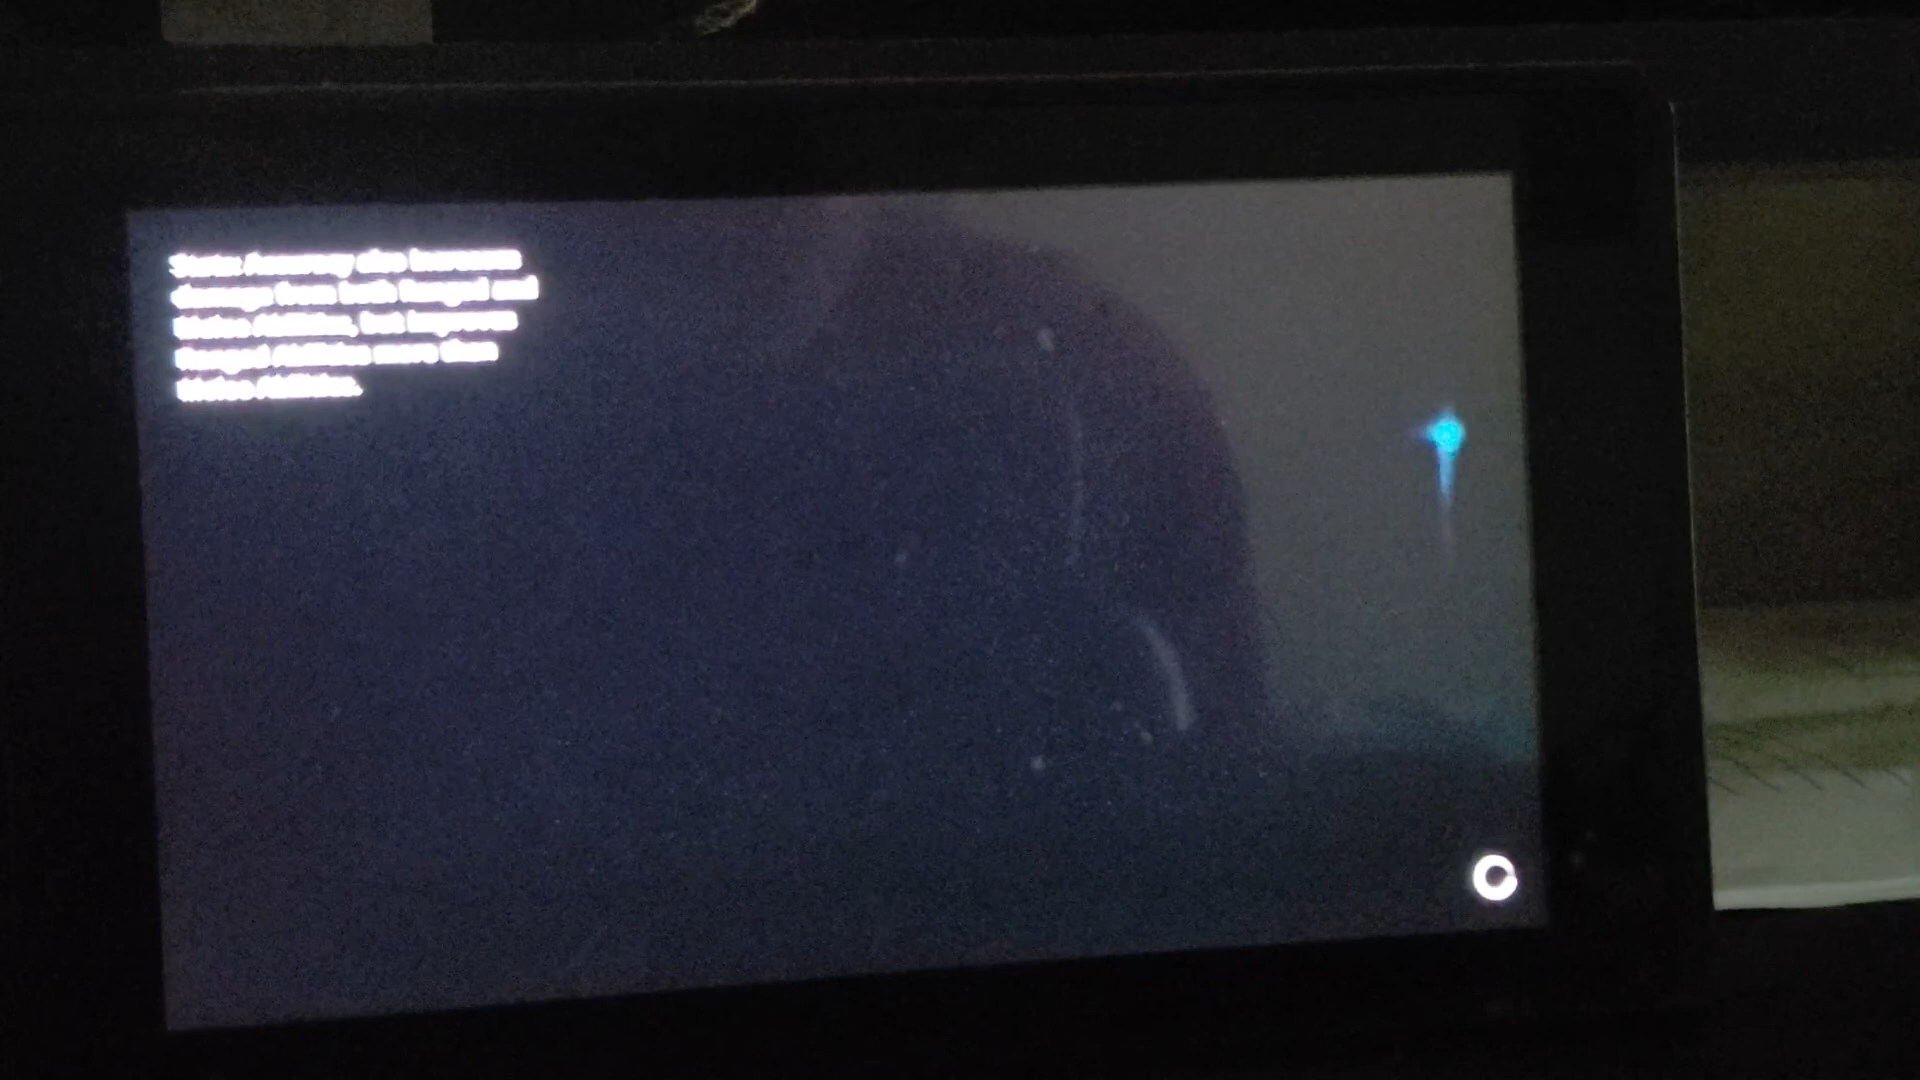 Stats: Accuracy also increases
damage from both Ranged and
Melee Abilities, but improves
Ranged Abilities more than
Melee Abilities.